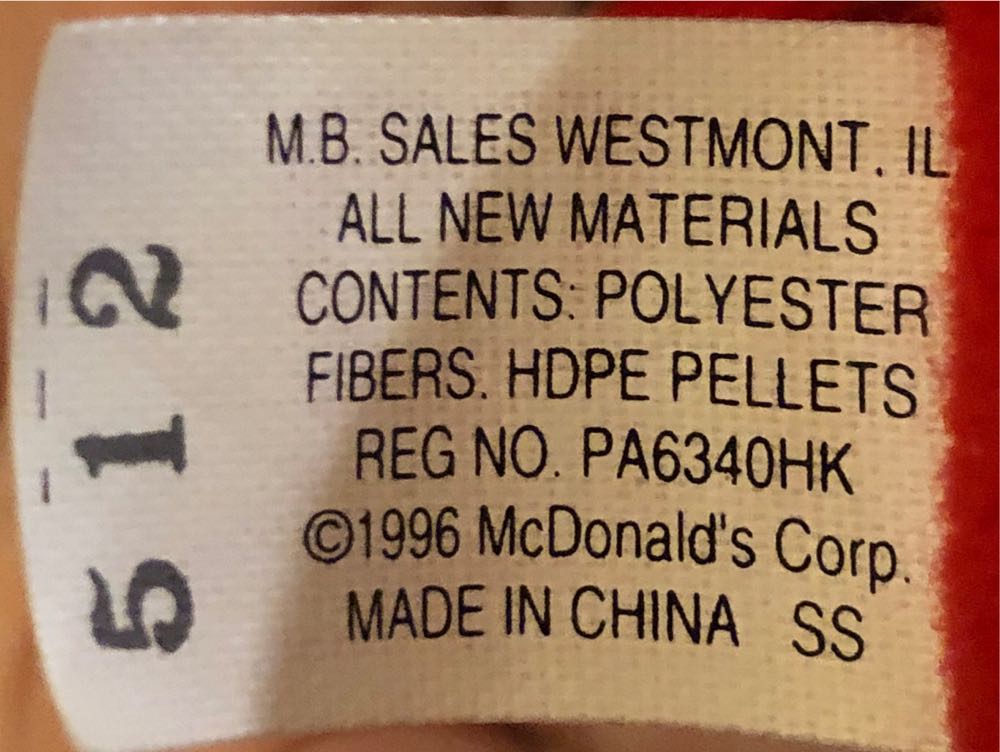 M.B. SALES WESTMONT. IL
ALL NEW MATERIALS
CONTENTS: POLYESTER
FIBERS. HDPE PELLETS
REG NO. PA6340HK
©1996 McDonald's Corp.
MADE IN CHINA SS
512